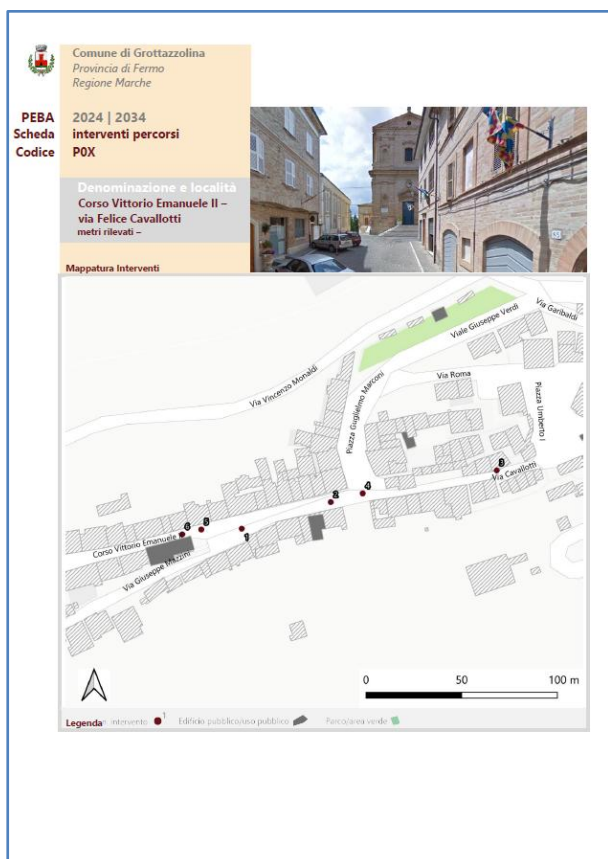 Comune di Grottazzolina
Provincia di Fermo
Regione Marche
PEBA 2024 | 2034
Scheda interventi percorsi
Codice P0X
Denominazione e località
Corso Vittorio Emanuele II –
via Felice Cavallotti
metri rilevati –
Mappatura Interventi
Via Garibaldi
Viale Giuseppe Verdi
Via Vincenzo Monaldi
Via Roma
Piazza Guglielmo Marconi
Piazza Umberto I
3
Via Cavallotti
4
2
6
5
1
Corso Vittorio Emanuele
Via Giuseppe Mazzini
0 50 100 m
Legenda n. intervento 1 Edificio pubblico/uso pubblico Parco/area verde